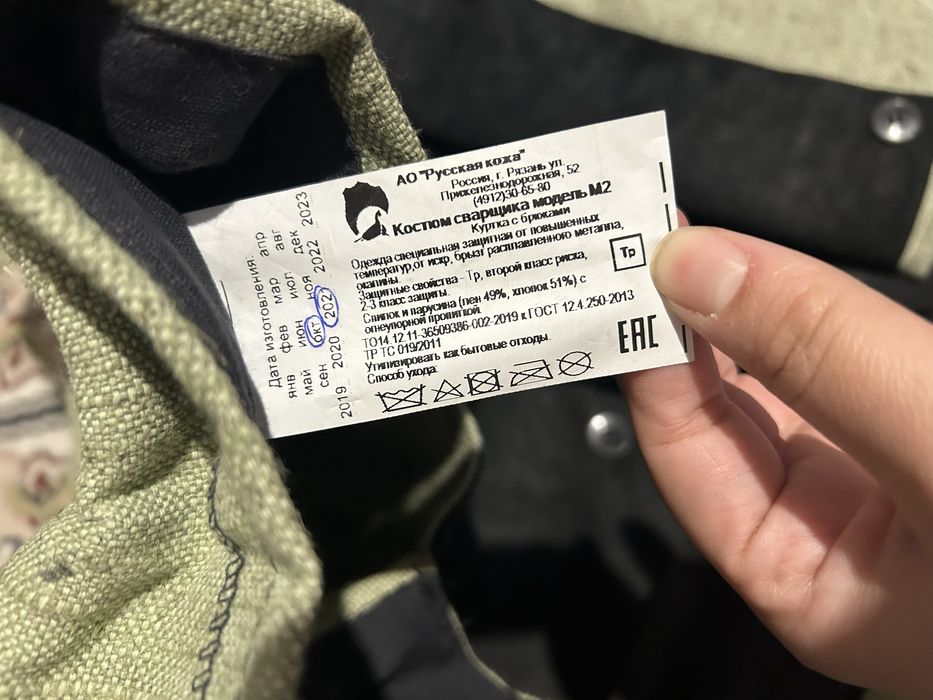 АО "Русская кожа"
Россия, г. Рязань ул.
Прижелезнодорожная, 52
(4912)30-65-80
Костюм сварщика модель М2
Куртка с брюками
Одежда специальная защитная от повышенных
температур,от искр, брызг расплавленного металла,
окалины.
Защитные свойства - Тр, второй класс риска,
2-3 класс защиты.
Спилок и парусина (лен 49%, хлопок 51%) с
огнеупорной пропиткой.
ТО14.12.11-36509386-002-2019 к ГОСТ 12.4.250-2013
ТР ТС 019/2011
Утилизировать как бытовые отходы.
Способ ухода:
Тр
ЕАС
Дата изготовления:
янв фев мар апр
май июн июл авг
сен окт ноя дек
2019 2020 2021 2022 2023